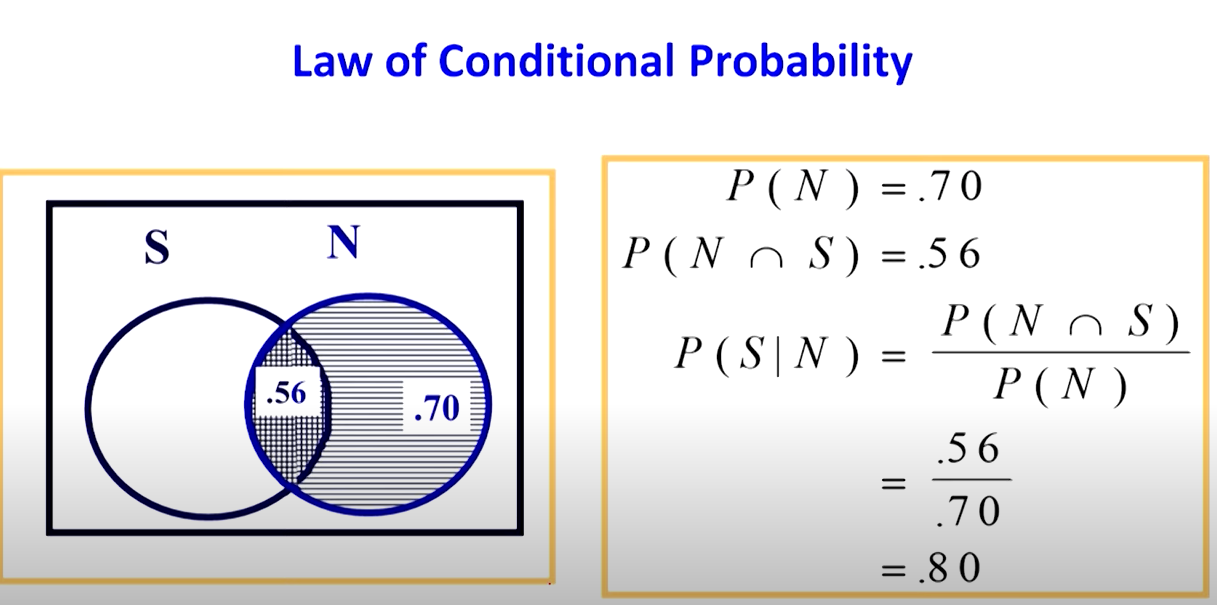 Law of Conditional Probability
S N
.56
.70
P(N) = .70
P(N ∩ S) = .56
P(S|N) = P(N ∩ S)
P(N)
= .56
.70
= .80